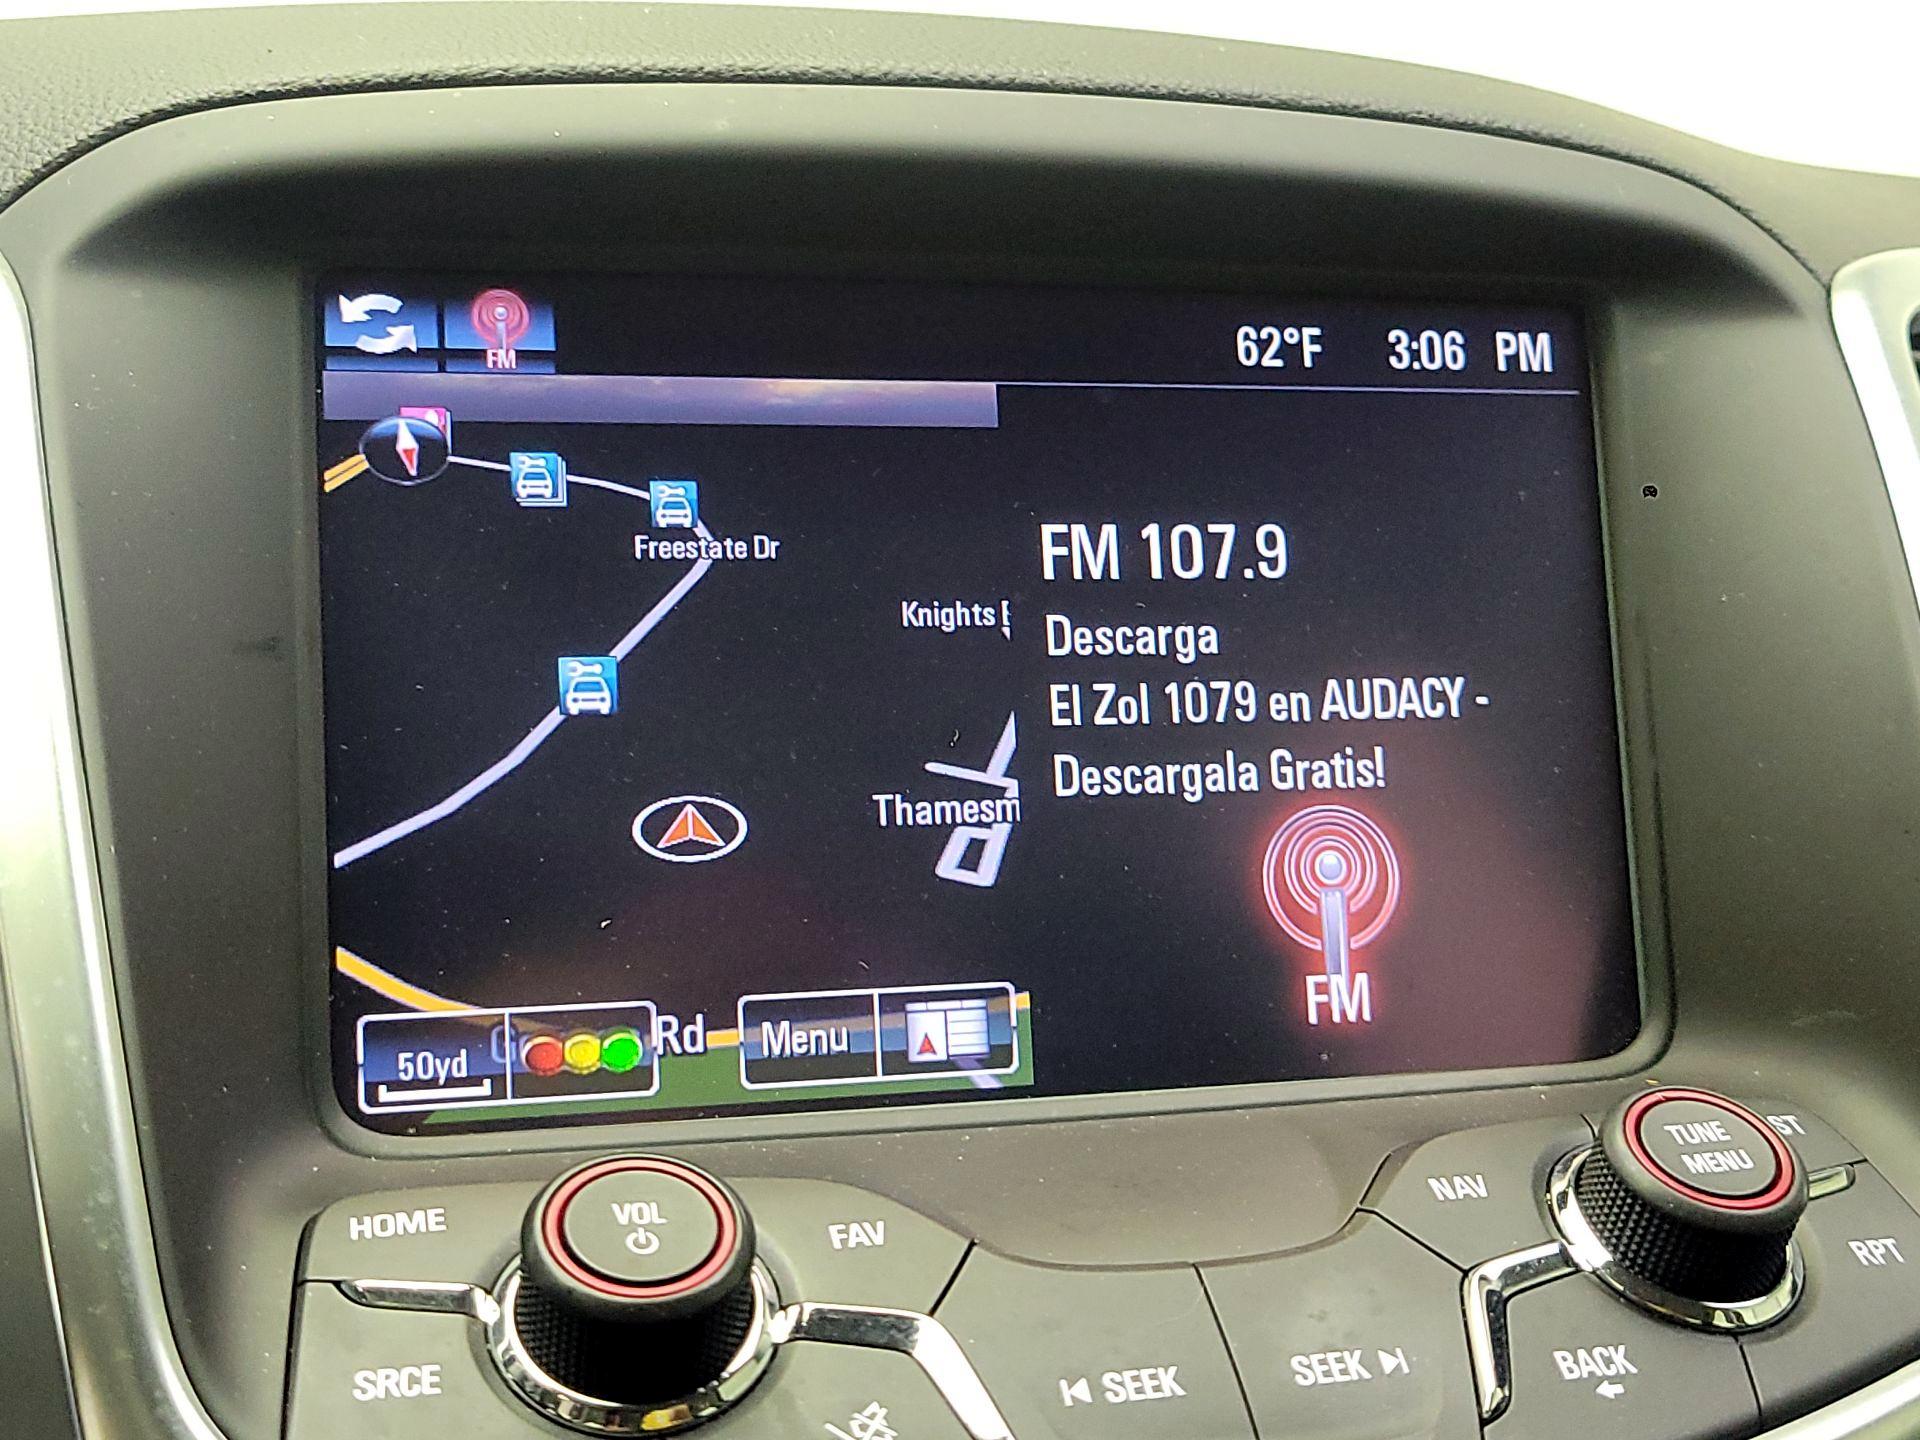 FM
62°F 3:06 PM
Freestate Dr
Knights
FM 107.9
Descarga
El Zol 1079 en AUDACY -
Descargala Gratis!
Thamesm
FM
50yd
Rd
Menu
HOME
VOL
FAV
NAV
TUNE
MENU
ST
RPT
SRCE
SEEK
SEEK
BACK